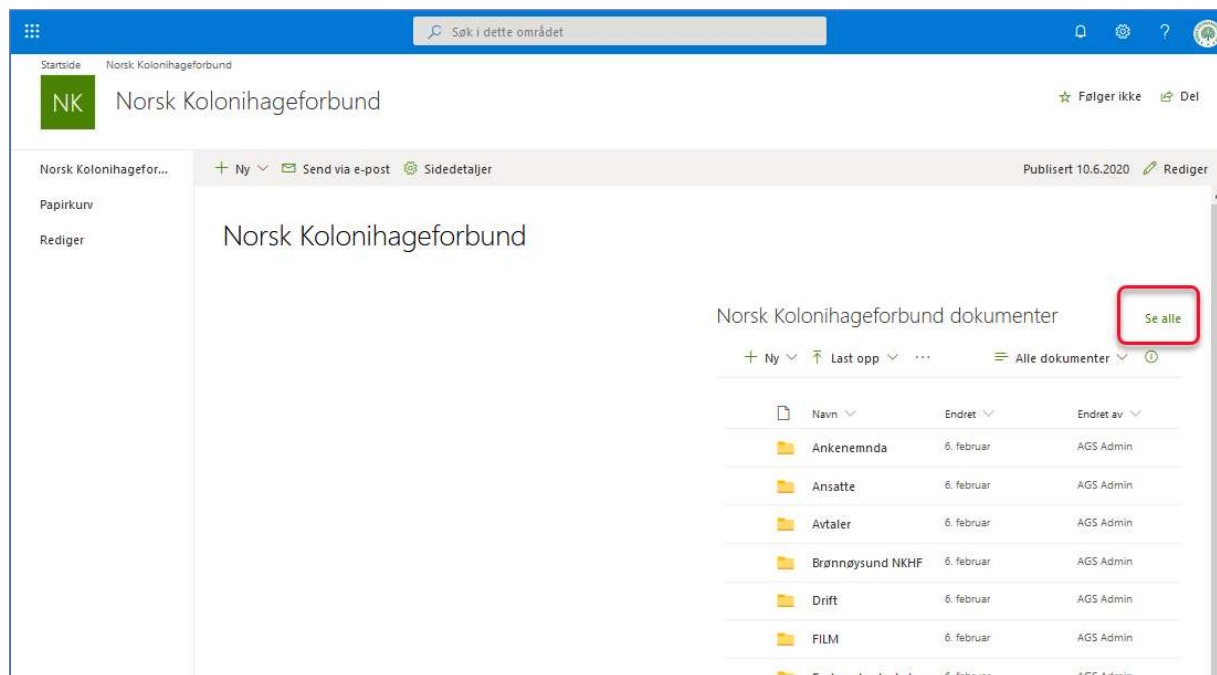 Søk i dette området
?
Startside Norsk Kolonihageforbund
NK Norsk Kolonihageforbund
Følger ikke Del
Norsk Kolonihagefor...
+ Ny Send via e-post Sidedetaljer
Publisert 10.6.2020 Rediger
Papirkurv
Rediger
Norsk Kolonihageforbund
Norsk Kolonihageforbund dokumenter Se alle
+ Ny Last opp ... Alle dokumenter
Navn Endret Endret av
Ankenemnda 6. februar AGS Admin
Ansatte 6. februar AGS Admin
Avtaler 6. februar AGS Admin
Brønnøysund NKHF 6. februar AGS Admin
Drift 6. februar AGS Admin
FILM 6. februar AGS Admin